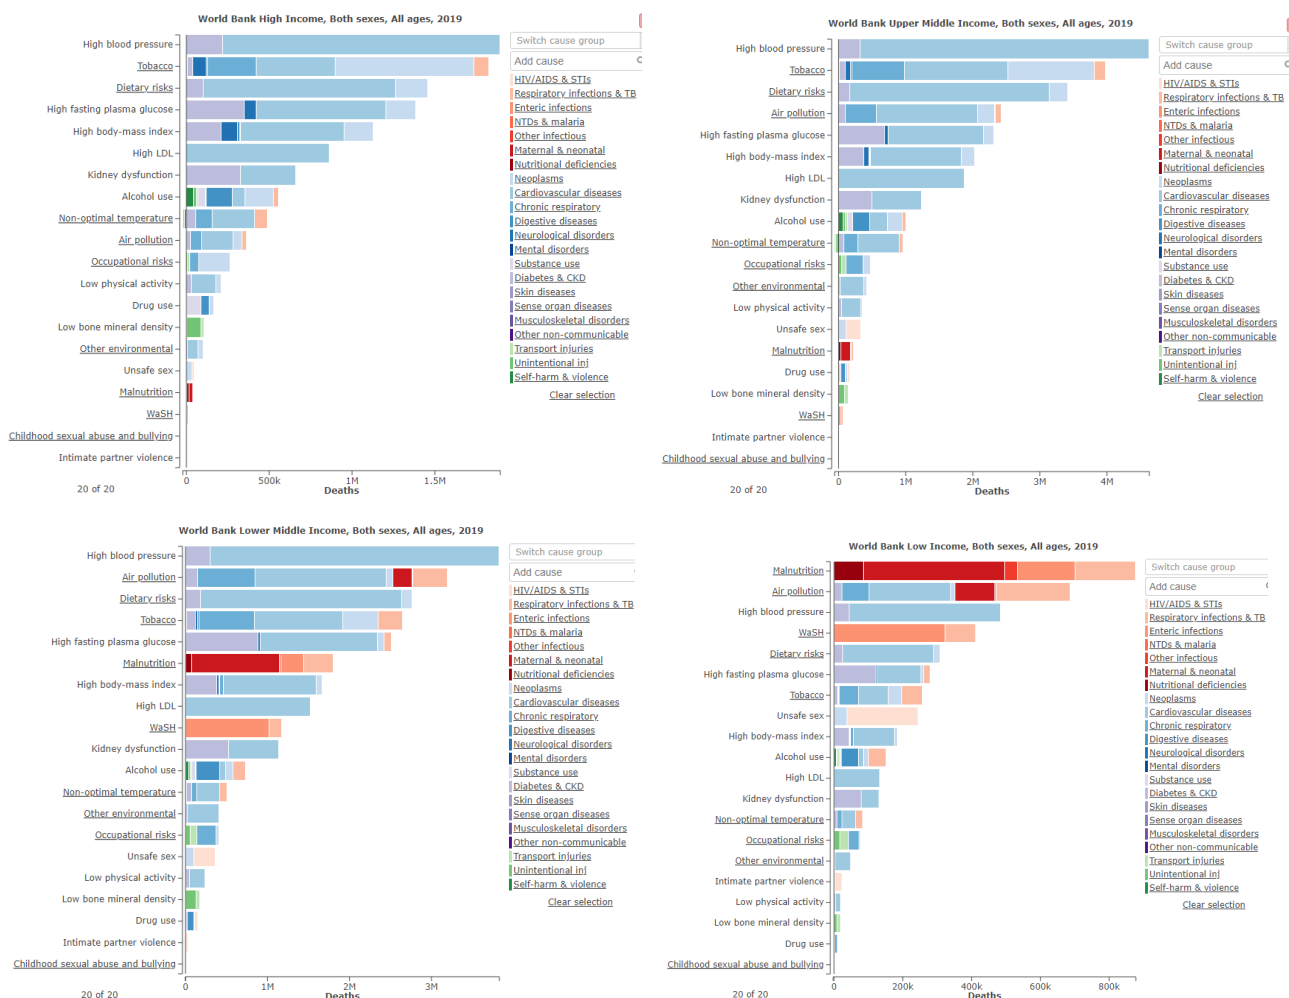 World Bank High Income, Both sexes, All ages, 2019
High blood pressure
Tobacco
Dietary risks
High fasting plasma glucose
High body-mass index
High LDL
Kidney dysfunction
Alcohol use
Non-optimal temperature
Air pollution
Occupational risks
Low physical activity
Drug use
Low bone mineral density
Other environmental
Unsafe sex
Malnutrition
WaSH
Childhood sexual abuse and bullying
Intimate partner violence
0 500k 1M 1.5M
Deaths
20 of 20
Switch cause group
Add cause
HIV/AIDS & STIs
Respiratory infections & TB
Enteric infections
NTDs & malaria
Other infectious
Maternal & neonatal
Nutritional deficiencies
Neoplasms
Cardiovascular diseases
Chronic respiratory
Digestive diseases
Neurological disorders
Mental disorders
Substance use
Diabetes & CKD
Skin diseases
Sense organ diseases
Musculoskeletal disorders
Other non-communicable
Transport injuries
Unintentional inj
Self-harm & violence
Clear selection
World Bank Upper Middle Income, Both sexes, All ages, 2019
High blood pressure
Tobacco
Dietary risks
Air pollution
High fasting plasma glucose
High body-mass index
High LDL
Kidney dysfunction
Alcohol use
Non-optimal temperature
Occupational risks
Other environmental
Low physical activity
Unsafe sex
Malnutrition
Drug use
Low bone mineral density
WaSH
Intimate partner violence
Childhood sexual abuse and bullying
0 1M 2M 3M 4M
Deaths
20 of 20
Switch cause group
Add cause
HIV/AIDS & STIs
Respiratory infections & TB
Enteric infections
NTDs & malaria
Other infectious
Maternal & neonatal
Nutritional deficiencies
Neoplasms
Cardiovascular diseases
Chronic respiratory
Digestive diseases
Neurological disorders
Mental disorders
Substance use
Diabetes & CKD
Skin diseases
Sense organ diseases
Musculoskeletal disorders
Other non-communicable
Transport injuries
Unintentional inj
Self-harm & violence
Clear selection
World Bank Lower Middle Income, Both sexes, All ages, 2019
High blood pressure
Air pollution
Dietary risks
Tobacco
High fasting plasma glucose
Malnutrition
High body-mass index
High LDL
WaSH
Kidney dysfunction
Alcohol use
Non-optimal temperature
Other environmental
Occupational risks
Unsafe sex
Low physical activity
Low bone mineral density
Drug use
Intimate partner violence
Childhood sexual abuse and bullying
0 1M 2M 3M
Deaths
20 of 20
Switch cause group
Add cause
HIV/AIDS & STIs
Respiratory infections & TB
Enteric infections
NTDs & malaria
Other infectious
Maternal & neonatal
Nutritional deficiencies
Neoplasms
Cardiovascular diseases
Chronic respiratory
Digestive diseases
Neurological disorders
Mental disorders
Substance use
Diabetes & CKD
Skin diseases
Sense organ diseases
Musculoskeletal disorders
Other non-communicable
Transport injuries
Unintentional inj
Self-harm & violence
Clear selection
World Bank Low Income, Both sexes, All ages, 2019
Malnutrition
Air pollution
High blood pressure
WaSH
Dietary risks
High fasting plasma glucose
Tobacco
Unsafe sex
High body-mass index
Alcohol use
High LDL
Kidney dysfunction
Non-optimal temperature
Occupational risks
Other environmental
Intimate partner violence
Low physical activity
Low bone mineral density
Drug use
Childhood sexual abuse and bullying
0 200k 400k 600k 800k
Deaths
20 of 20
Switch cause group
Add cause
HIV/AIDS & STIs
Respiratory infections & TB
Enteric infections
NTDs & malaria
Other infectious
Maternal & neonatal
Nutritional deficiencies
Neoplasms
Cardiovascular diseases
Chronic respiratory
Digestive diseases
Neurological disorders
Mental disorders
Substance use
Diabetes & CKD
Skin diseases
Sense organ diseases
Musculoskeletal disorders
Other non-communicable
Transport injuries
Unintentional inj
Self-harm & violence
Clear selection